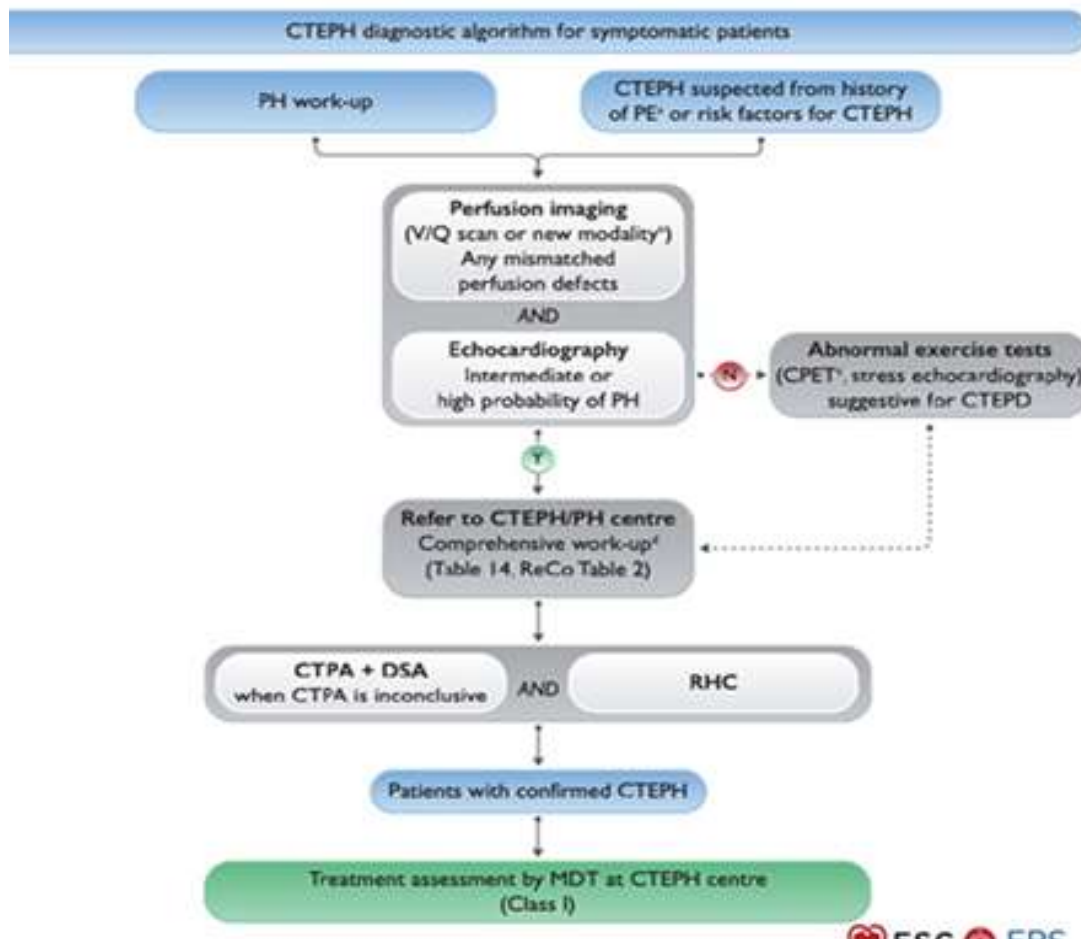 CTEPH diagnostic algorithm for symptomatic patients
PH work-up
CTEPH suspected from history
of PEᵃ or risk factors for CTEPH
Perfusion imaging
(V/Q scan or new modality)
Any mismatched
perfusion defects
AND
Echocardiography
Intermediate or
high probability of PH
N
Abnormal exercise tests
(CPET, stress echocardiography)
suggestive for CTEPD
Y
Refer to CTEPH/PH centre
Comprehensive work-upᵈ
(Table 14, ReCo Table 2)
CTPA + DSA
when CTPA is inconclusive
AND
RHC
Patients with confirmed CTEPH
Treatment assessment by MDT at CTEPH centre
(Class I)